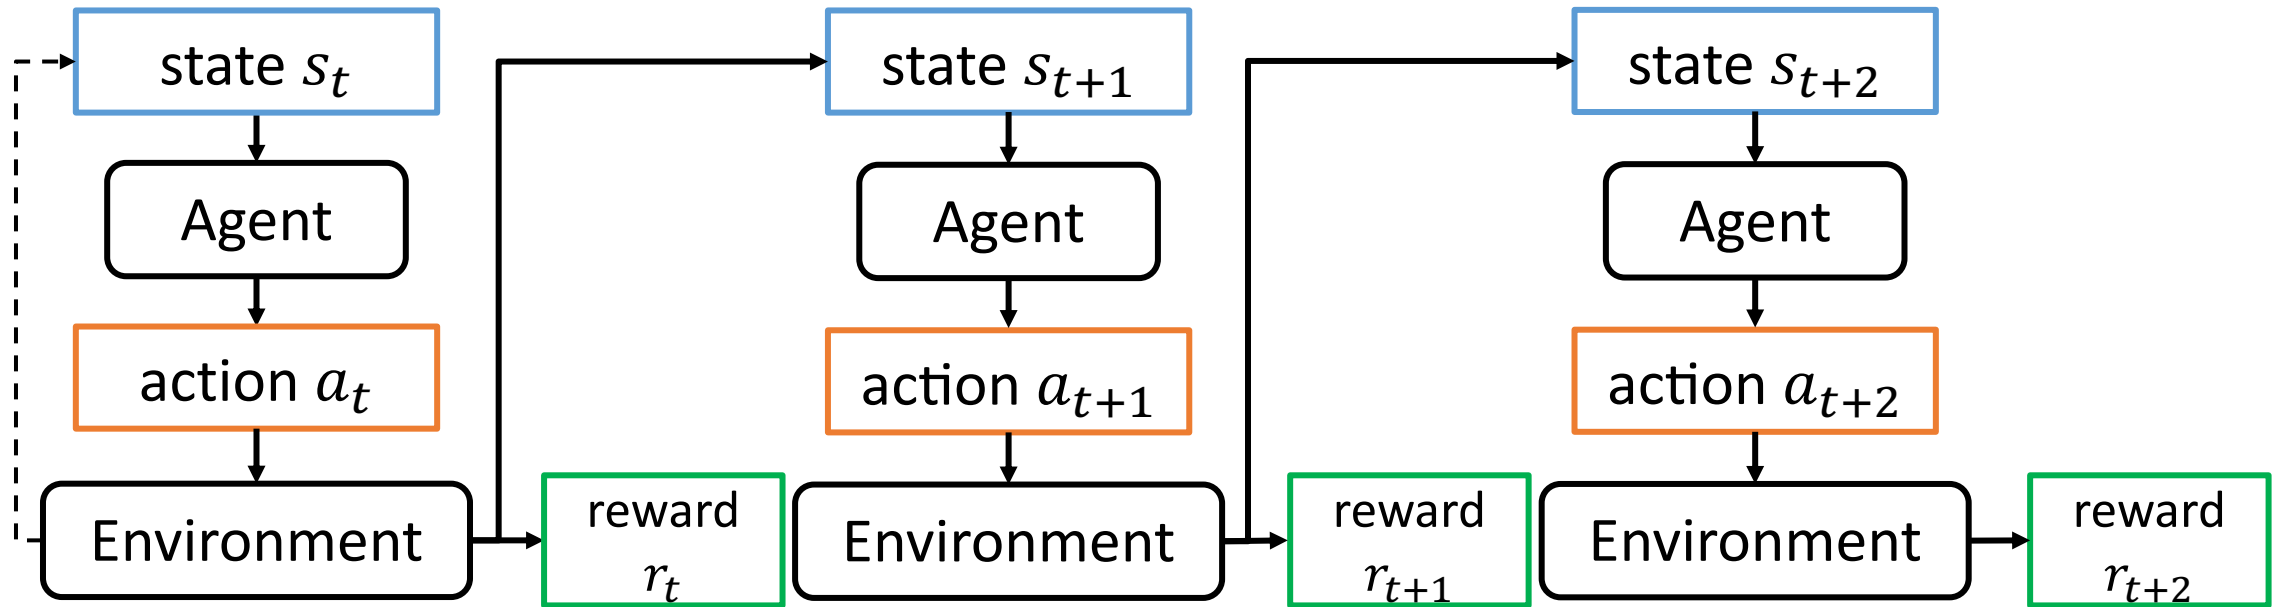 state s_t
Agent
action a_t
Environment
reward
r_t
state s_{t+1}
Agent
action a_{t+1}
Environment
reward
r_{t+1}
state s_{t+2}
Agent
action a_{t+2}
Environment
reward
r_{t+2}